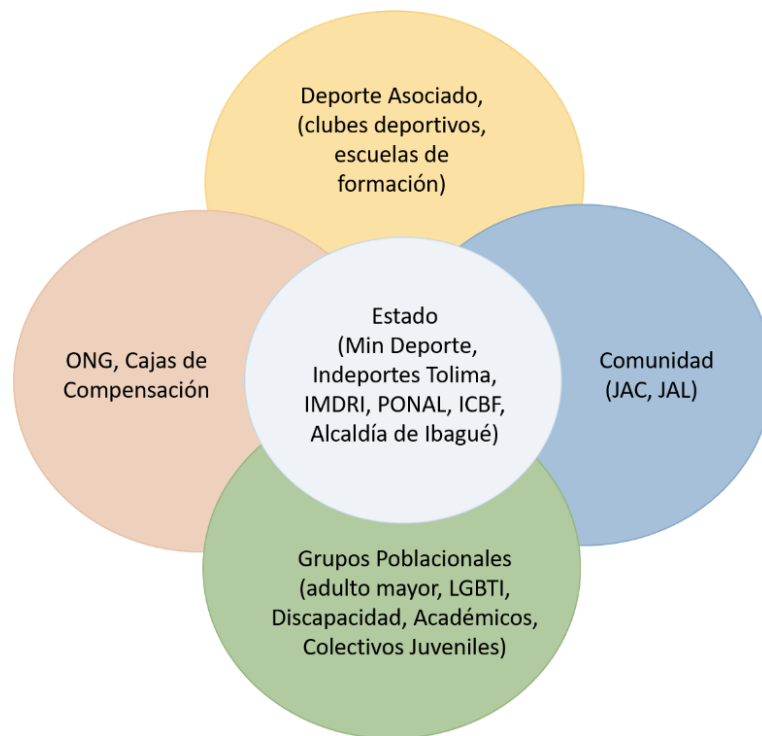 Deporte Asociado,
(clubes deportivos,
escuelas de
formación)
ONG, Cajas de
Compensación
Estado
(Min Deporte,
Indeportes Tolima,
IMDRI, PONAL, ICBF,
Alcaldía de Ibagué)
Comunidad
(JAC, JAL)
Grupos Poblacionales
(adulto mayor, LGBTI,
Discapacidad, Académicos,
Colectivos Juveniles)